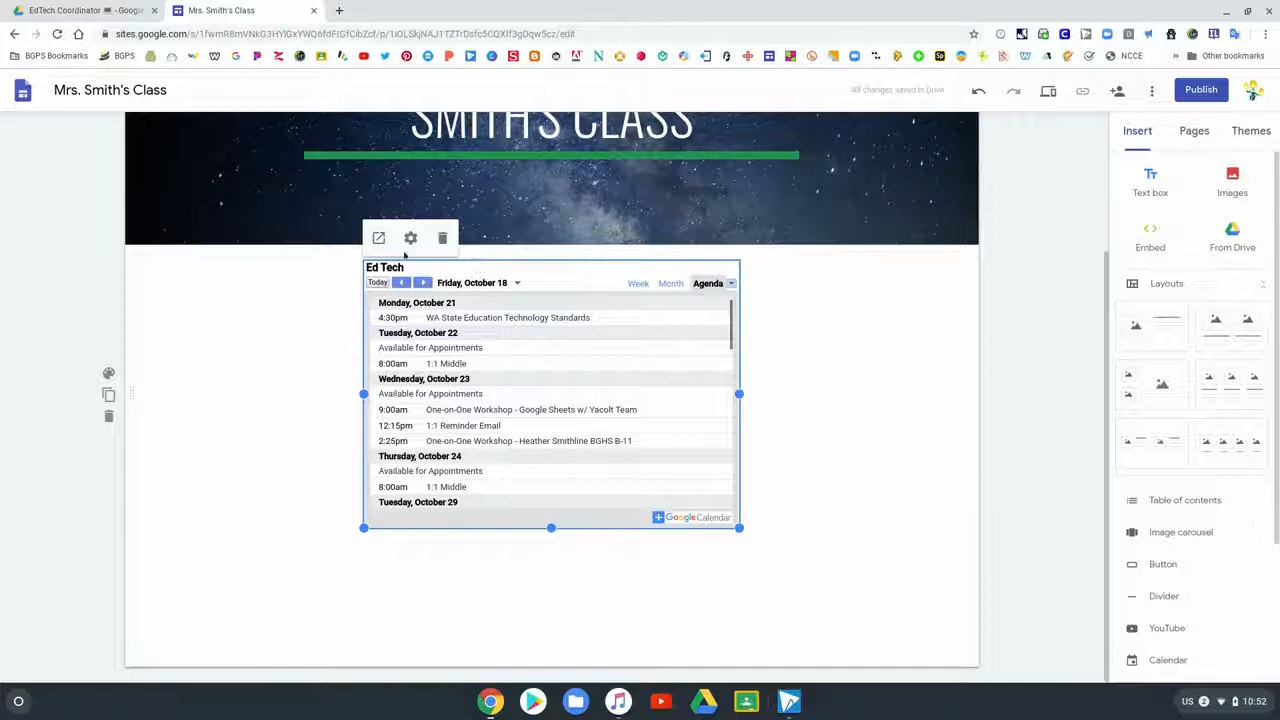 EdTech Coordinator 💻 - Google
Mrs. Smith's Class
sites.google.com/s/1fwmR8mVNkG3HYlGxYWQ6fdFlGfCibZcf/p/1iOLSkjNAJ1TZTrDsfc5CQXlf3gDqw5cz/edit
BGPS Bookmarks
BGPS
NCCE
»
Other bookmarks
Mrs. Smith's Class
All changes saved in Drive
Publish
SMITH'S CLASS
Insert
Pages
Themes
Text box
Images
Embed
From Drive
Layouts
Table of contents
Image carousel
Button
Divider
YouTube
Calendar
Ed Tech
Today
Friday, October 18
Week
Month
Agenda
Monday, October 21
4:30pm WA State Education Technology Standards
Tuesday, October 22
Available for Appointments
8:00am 1:1 Middle
Wednesday, October 23
Available for Appointments
9:00am One-on-One Workshop - Google Sheets w/ Yacolt Team
12:15pm 1:1 Reminder Email
2:25pm One-on-One Workshop - Heather Smithline BGHS B-11
Thursday, October 24
Available for Appointments
8:00am 1:1 Middle
Tuesday, October 29
Google Calendar
US 2 10:52